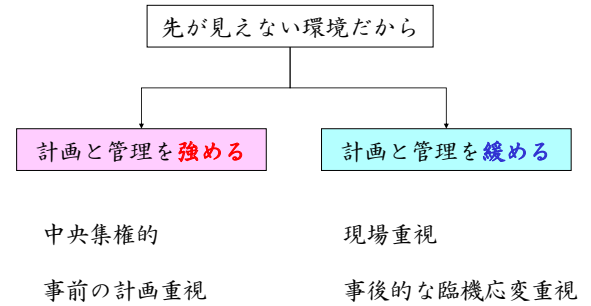 先が見えない環境だから
計画と管理を強める
計画と管理を緩める
中央集権的
現場重視
事前の計画重視
事後的な臨機応変重視